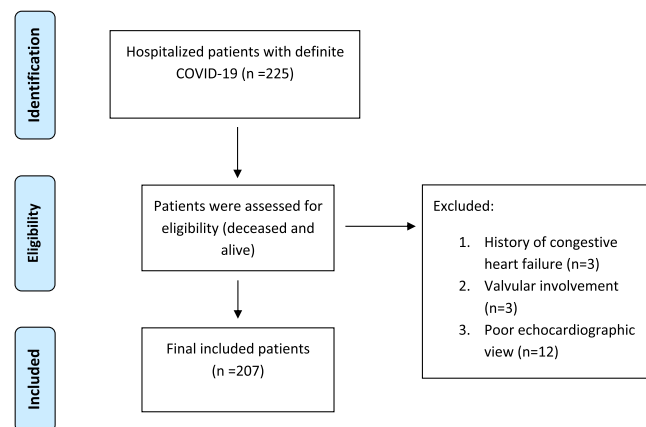 Identification
Hospitalized patients with definite
COVID-19 (n =225)
Eligibility
Patients were assessed for
eligibility (deceased and
alive)
Excluded:
1. History of congestive
heart failure (n=3)
2. Valvular involvement
(n=3)
3. Poor echocardiographic
view (n=12)
Included
Final included patients
(n =207)